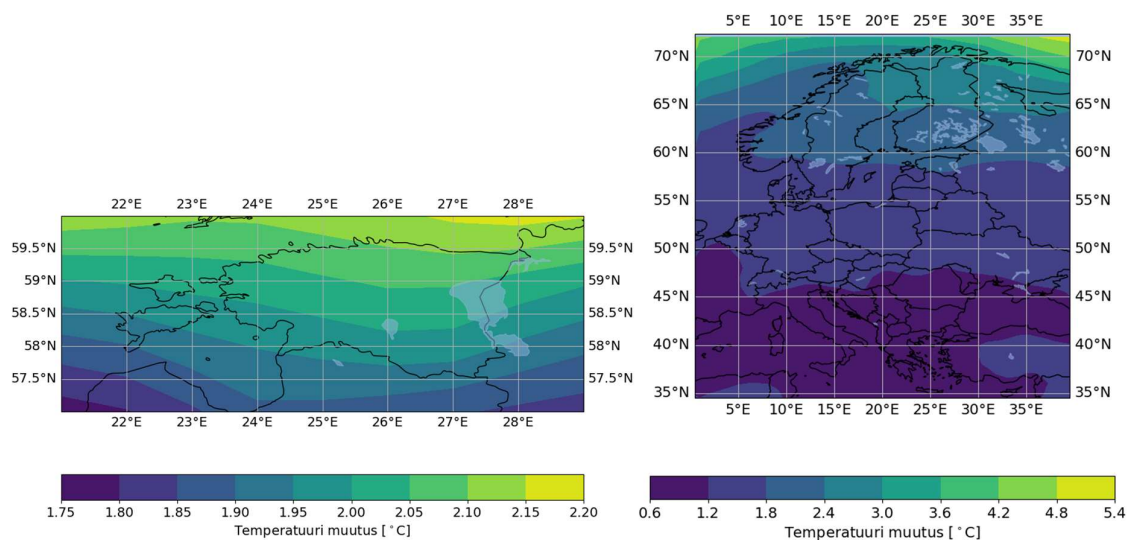 22°E 23°E 24°E 25°E 26°E 27°E 28°E
59.5°N 59.5°N
59°N 59°N
58.5°N 58.5°N
58°N 58°N
57.5°N 57.5°N
22°E 23°E 24°E 25°E 26°E 27°E 28°E
1.75 1.80 1.85 1.90 1.95 2.00 2.05 2.10 2.15 2.20
Temperatuuri muutus [°C]
5°E 10°E 15°E 20°E 25°E 30°E 35°E
70°N 70°N
65°N 65°N
60°N 60°N
55°N 55°N
50°N 50°N
45°N 45°N
40°N 40°N
35°N 35°N
5°E 10°E 15°E 20°E 25°E 30°E 35°E
0.6 1.2 1.8 2.4 3.0 3.6 4.2 4.8 5.4
Temperatuuri muutus [°C]